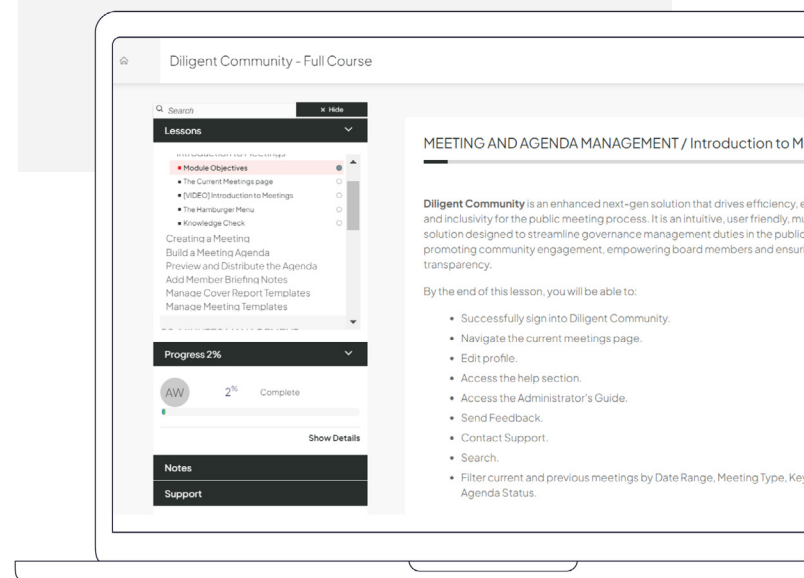 Diligent Community - Full Course
Search
× Hide
Lessons
Introduction to Meetings
Module Objectives
The Current Meetings page
[VIDEO] Introduction to Meetings
The Hamburger Menu
Knowledge Check
Creating a Meeting
Build a Meeting Agenda
Preview and Distribute the Agenda
Add Member Briefing Notes
Manage Cover Report Templates
Manage Meeting Templates
Progress 2%
AW
2% Complete
Show Details
Notes
Support
MEETING AND AGENDA MANAGEMENT / Introduction to M
Diligent Community is an enhanced next-gen solution that drives efficiency, e
and inclusivity for the public meeting process. It is an intuitive, user friendly, mu
solution designed to streamline governance management duties in the public
promoting community engagement, empowering board members and ensuri
transparency.
By the end of this lesson, you will be able to:
• Successfully sign into Diligent Community.
• Navigate the current meetings page.
• Edit profile.
• Access the help section.
• Access the Administrator's Guide.
• Send Feedback.
• Contact Support.
• Search.
• Filter current and previous meetings by Date Range, Meeting Type, Key
Agenda Status.